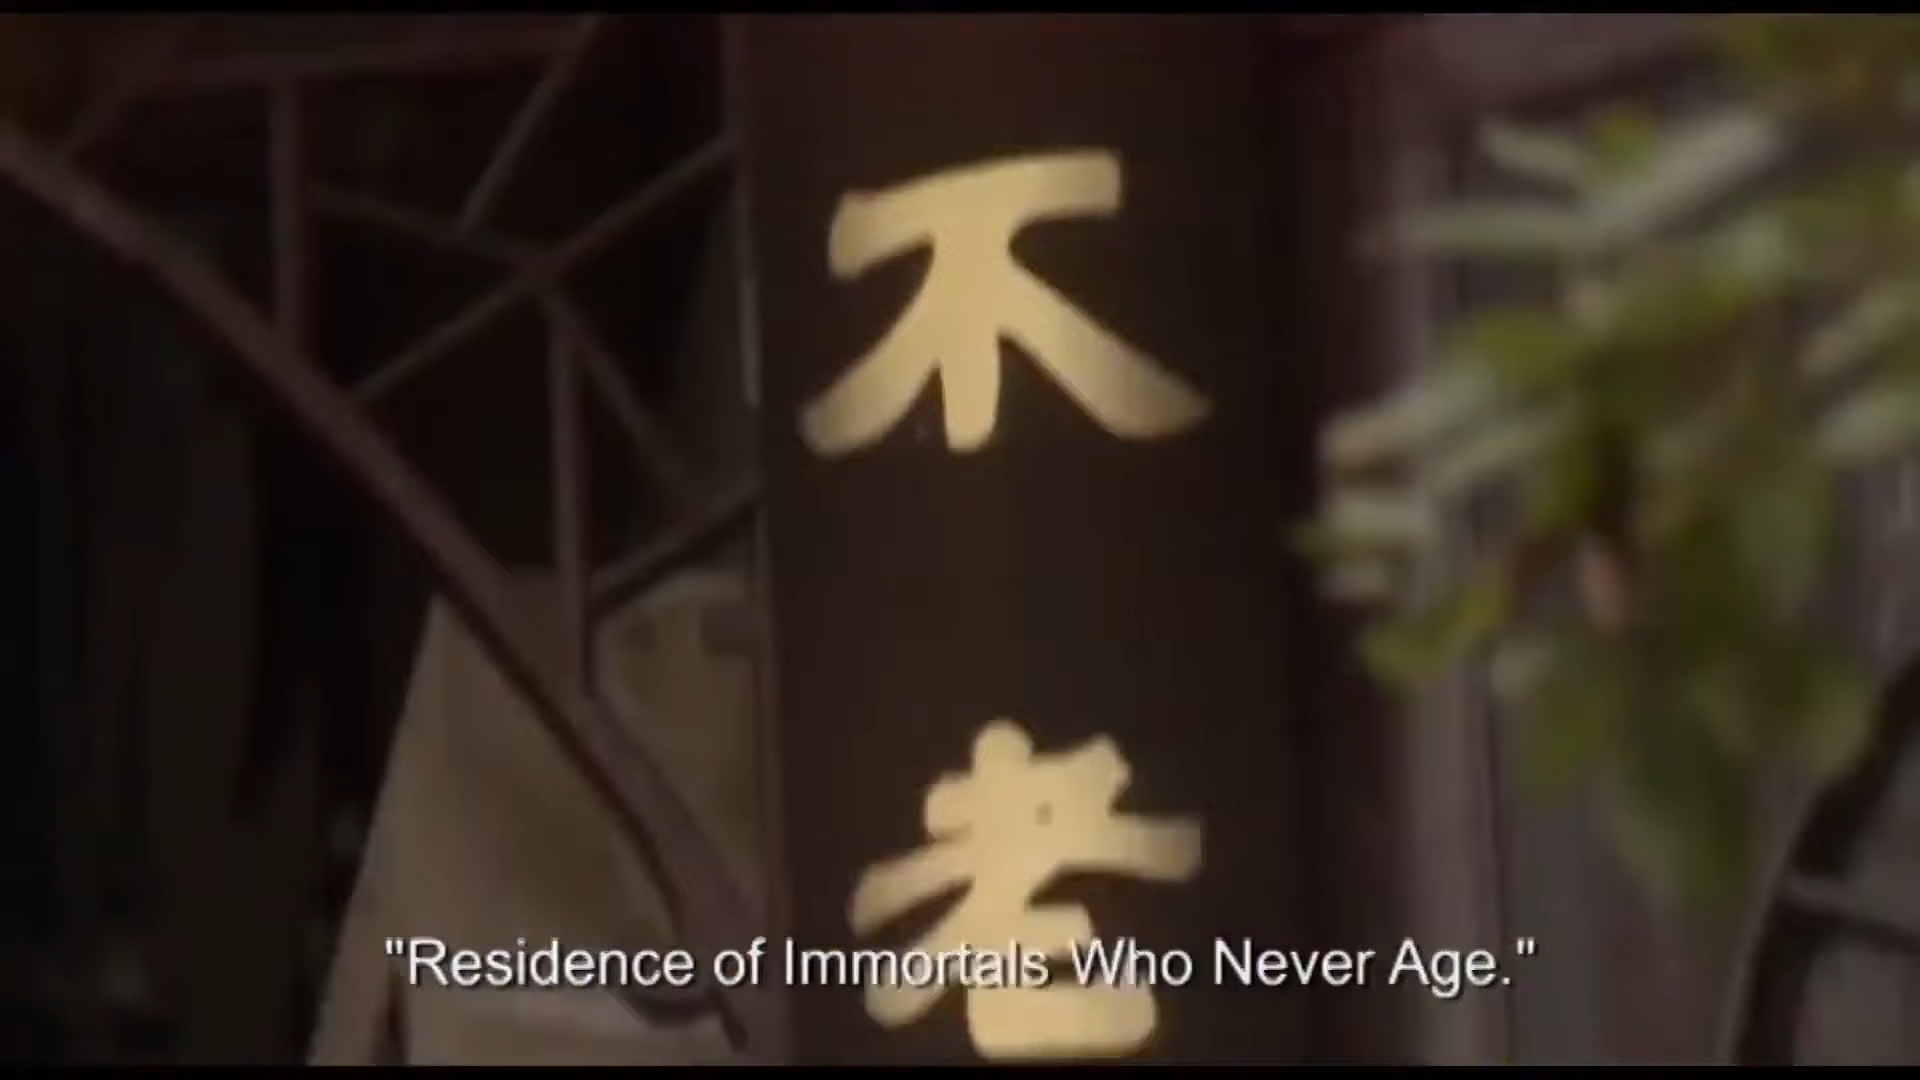 不
老
"Residence of Immortals Who Never Age."